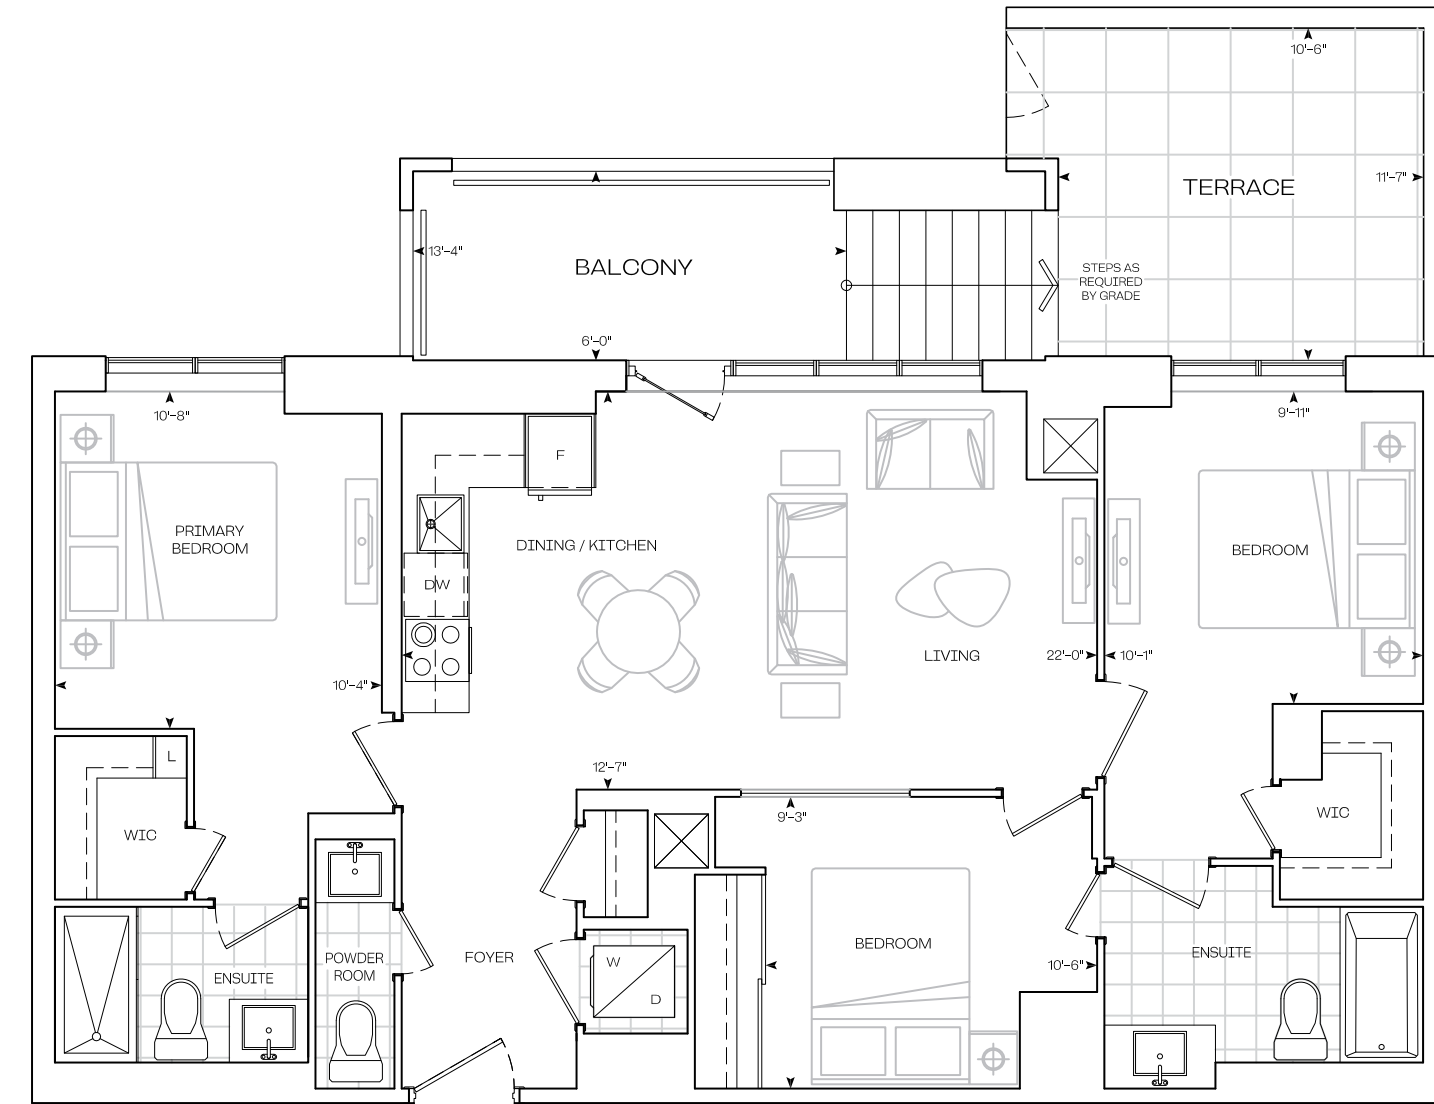 10'-6"
TERRACE
11'-7"
13'-4"
BALCONY
STEPS AS
REQUIRED
BY GRADE
6'-0"
10'-8"
9'-11"
F
PRIMARY
BEDROOM
DINING / KITCHEN
BEDROOM
DW
LIVING
22'-0"
10'-1"
10'-4"
L
12'-7"
WIC
9'-3"
WIC
BEDROOM
ENSUITE
POWDER
ROOM
FOYER
W
D
10'-6"
ENSUITE